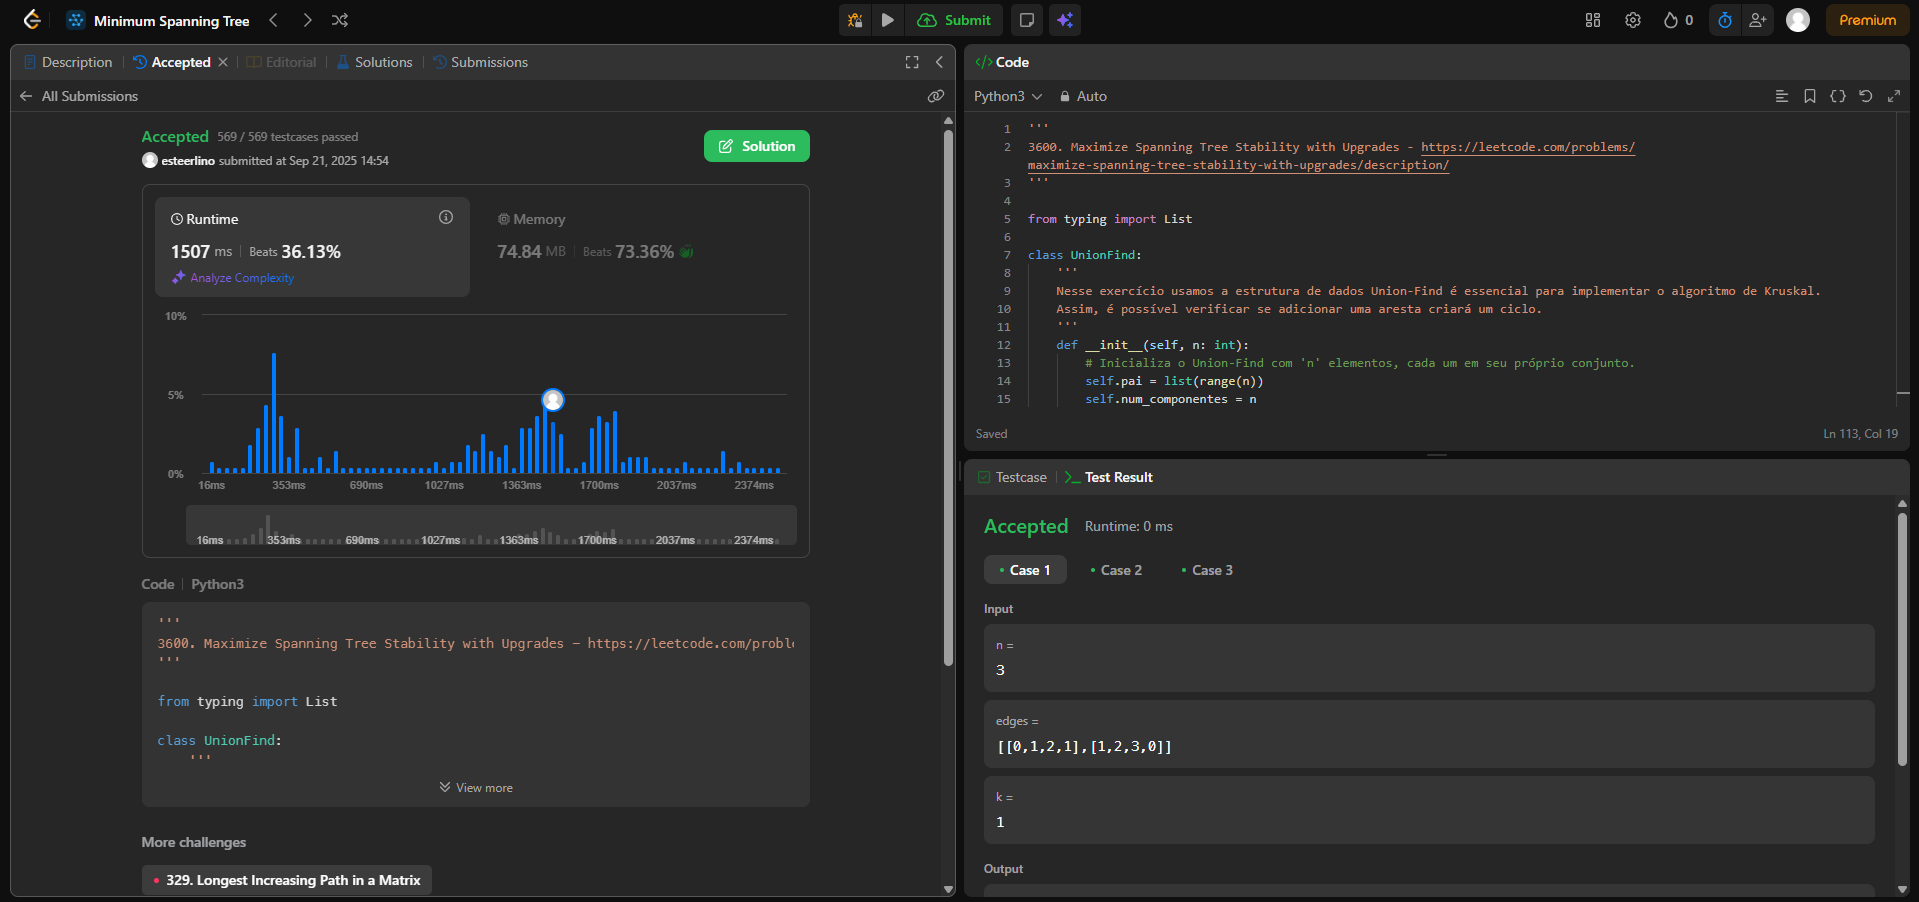 Minimum Spanning Tree
Submit
0
Premium
Description
Accepted
Editorial
Solutions
Submissions
All Submissions
Accepted 569 / 569 testcases passed
esteerlino submitted at Sep 21, 2025 14:54
Solution
Runtime
1507 ms Beats 36.13%
Analyze Complexity
Memory
74.84 MB Beats 73.36%
10%
5%
0%
16ms 353ms 690ms 1027ms 1363ms 1700ms 2037ms 2374ms
16ms 353ms 690ms 1027ms 1363ms 1700ms 2037ms 2374ms
Code Python3
'''
3600. Maximize Spanning Tree Stability with Upgrades - https://leetcode.com/proble
'''
from typing import List
class UnionFind:
'''
View more
More challenges
329. Longest Increasing Path in a Matrix
</> Code
Python3 Auto
1 '''
2 3600. Maximize Spanning Tree Stability with Upgrades - https://leetcode.com/problems/
maximize-spanning-tree-stability-with-upgrades/description/
3 '''
4
5 from typing import List
6
7 class UnionFind:
8 '''
9 Nesse exercício usamos a estrutura de dados Union-Find é essencial para implementar o algoritmo de Kruskal.
10 Assim, é possível verificar se adicionar uma aresta criará um ciclo.
11 '''
12 def __init__(self, n: int):
13 # Inicializa o Union-Find com 'n' elementos, cada um em seu próprio conjunto.
14 self.pai = list(range(n))
15 self.num_componentes = n
Saved
Ln 113, Col 19
Testcase
Test Result
Accepted Runtime: 0 ms
Case 1 Case 2 Case 3
Input
n =
3
edges =
[[0,1,2,1],[1,2,3,0]]
k =
1
Output